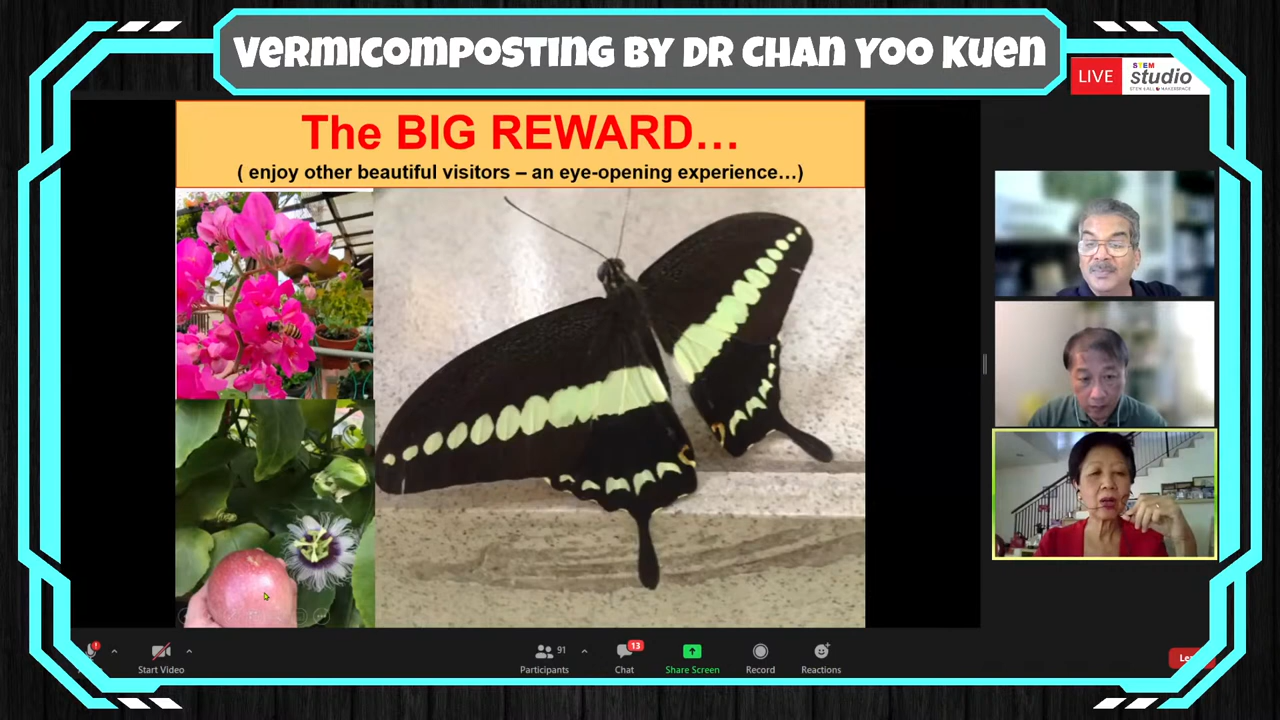 VERMICOMPOSTING BY DR CHAN YOO KUEN
LIVE
STEM
studio
The BIG REWARD...
( enjoy other beautiful visitors – an eye-opening experience...)
Start Video
91
Participants
13
Chat
Share Screen
Record
Reactions